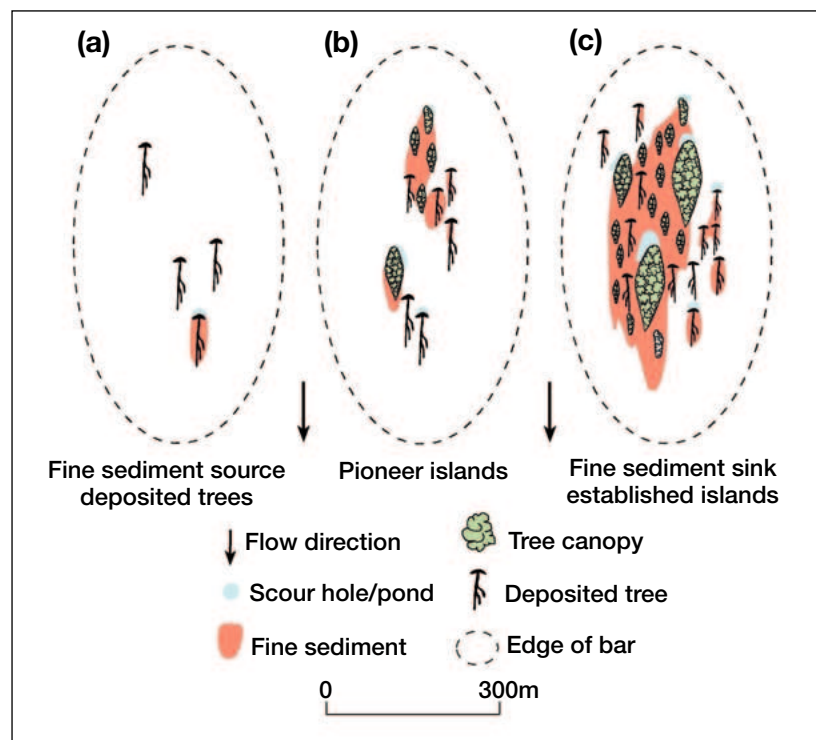 (a)
(b)
(c)
Fine sediment source
deposited trees
Pioneer islands
Fine sediment sink
established islands
Flow direction
Tree canopy
Scour hole/pond
Deposited tree
Fine sediment
Edge of bar
0
300m